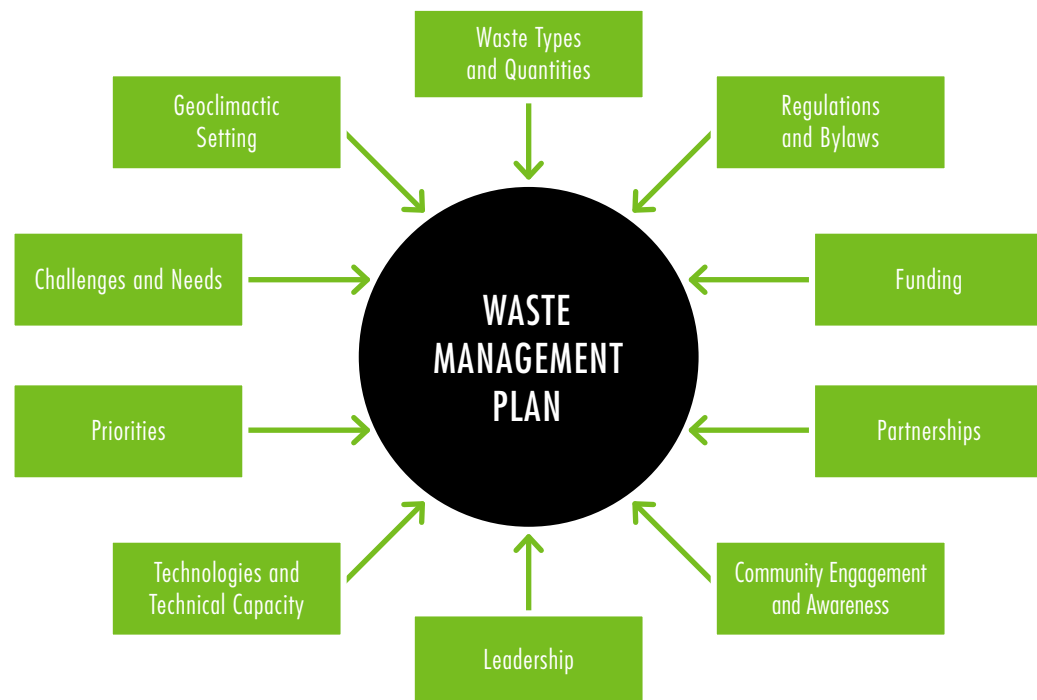 Waste Types
and Quantities
Geoclimactic
Setting
Regulations
and Bylaws
Challenges and Needs
Funding
WASTE
MANAGEMENT
PLAN
Priorities
Partnerships
Technologies and
Technical Capacity
Community Engagement
and Awareness
Leadership